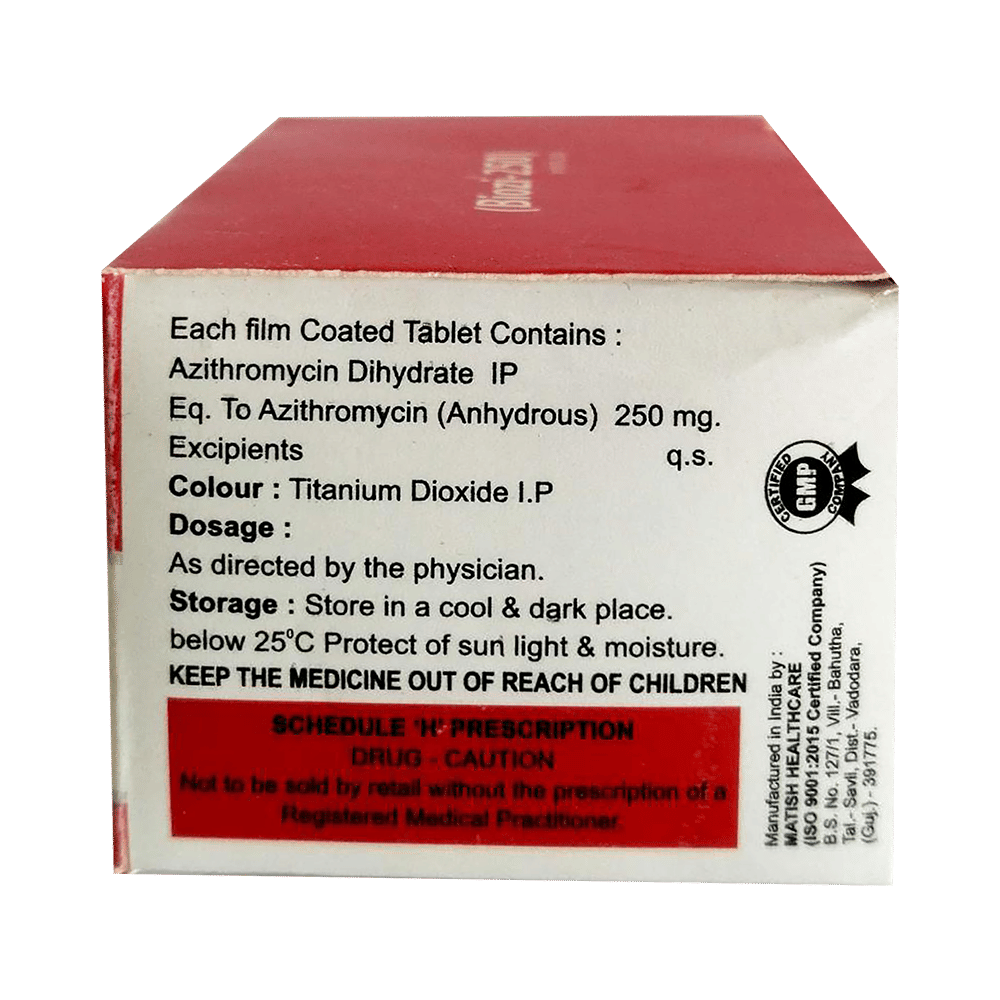 (Biozi-250)
Each film Coated Tablet Contains :
Azithromycin Dihydrate IP
Eq. To Azithromycin (Anhydrous) 250 mg.
Excipients q.s.
Colour : Titanium Dioxide I.P
Dosage :
As directed by the physician.
Storage : Store in a cool & dark place.
below 25⁰C Protect of sun light & moisture.
KEEP THE MEDICINE OUT OF REACH OF CHILDREN
SCHEDULE 'H' PRESCRIPTION
DRUG - CAUTION
Not to be sold by retail without the prescription of a
Registered Medical Practitioner.
CERTIFIED
GMP
COMPANY
Manufactured in India by :
MATISH HEALTHCARE
(ISO 9001:2015 Certified Company)
B.S. No. 127/1, Vill.- Bahutha,
Tal.- Savli, Dist.- Vadodara,
(Guj.) - 391775.